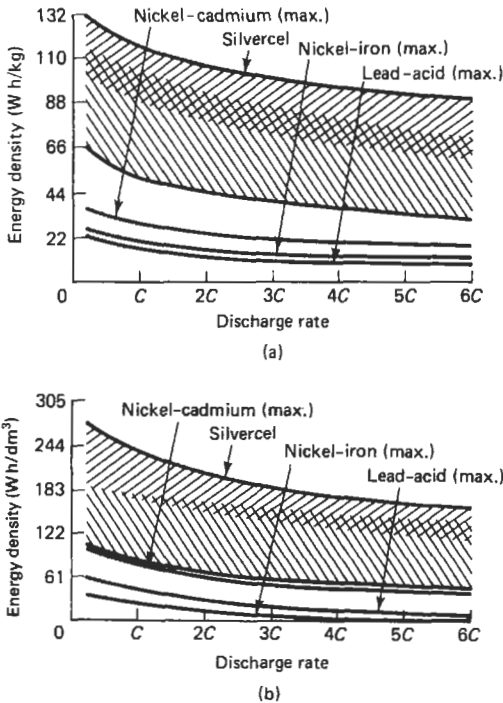 Nickel-cadmium (max.)
Silvercel
Nickel-iron (max.)
Lead-acid (max.)
Energy density (W h/kg)
132
110
88
66
44
22
0
C
2C
3C
4C
5C
6C
Discharge rate
(a)
Nickel-cadmium (max.)
Silvercel
Nickel-iron (max.)
Lead-acid (max.)
Energy density (W h/dm³)
305
244
183
122
61
0
C
2C
3C
4C
5C
6C
Discharge rate
(b)